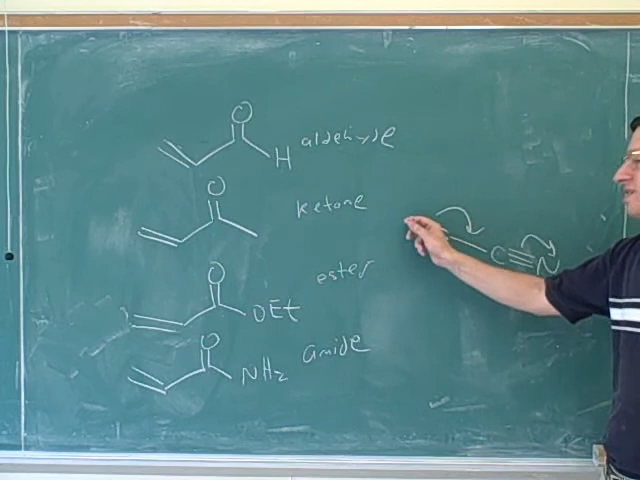 O
H aldehyde
O
ketone
O
ester
OEt
O
amide
NH2
C≡N